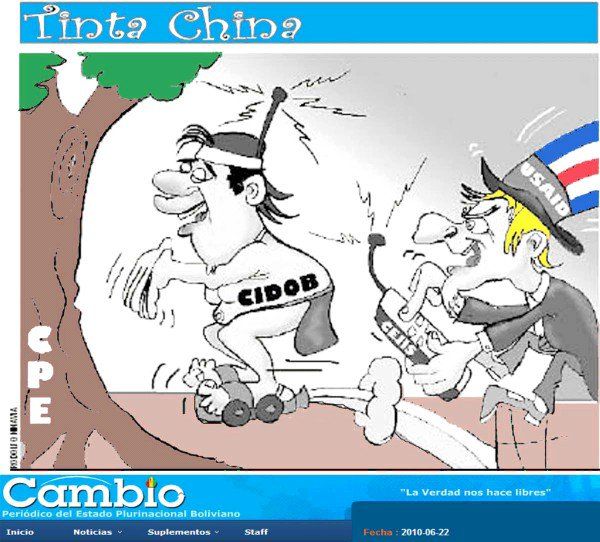 Tinta China
USAID
CIDOB
CEJIS
C
P
E
Cambio
"La Verdad nos hace libres"
Periódico del Estado Plurinacional Boliviano
Inicio
Noticias
Suplementos
Staff
Fecha : 2010-06-22